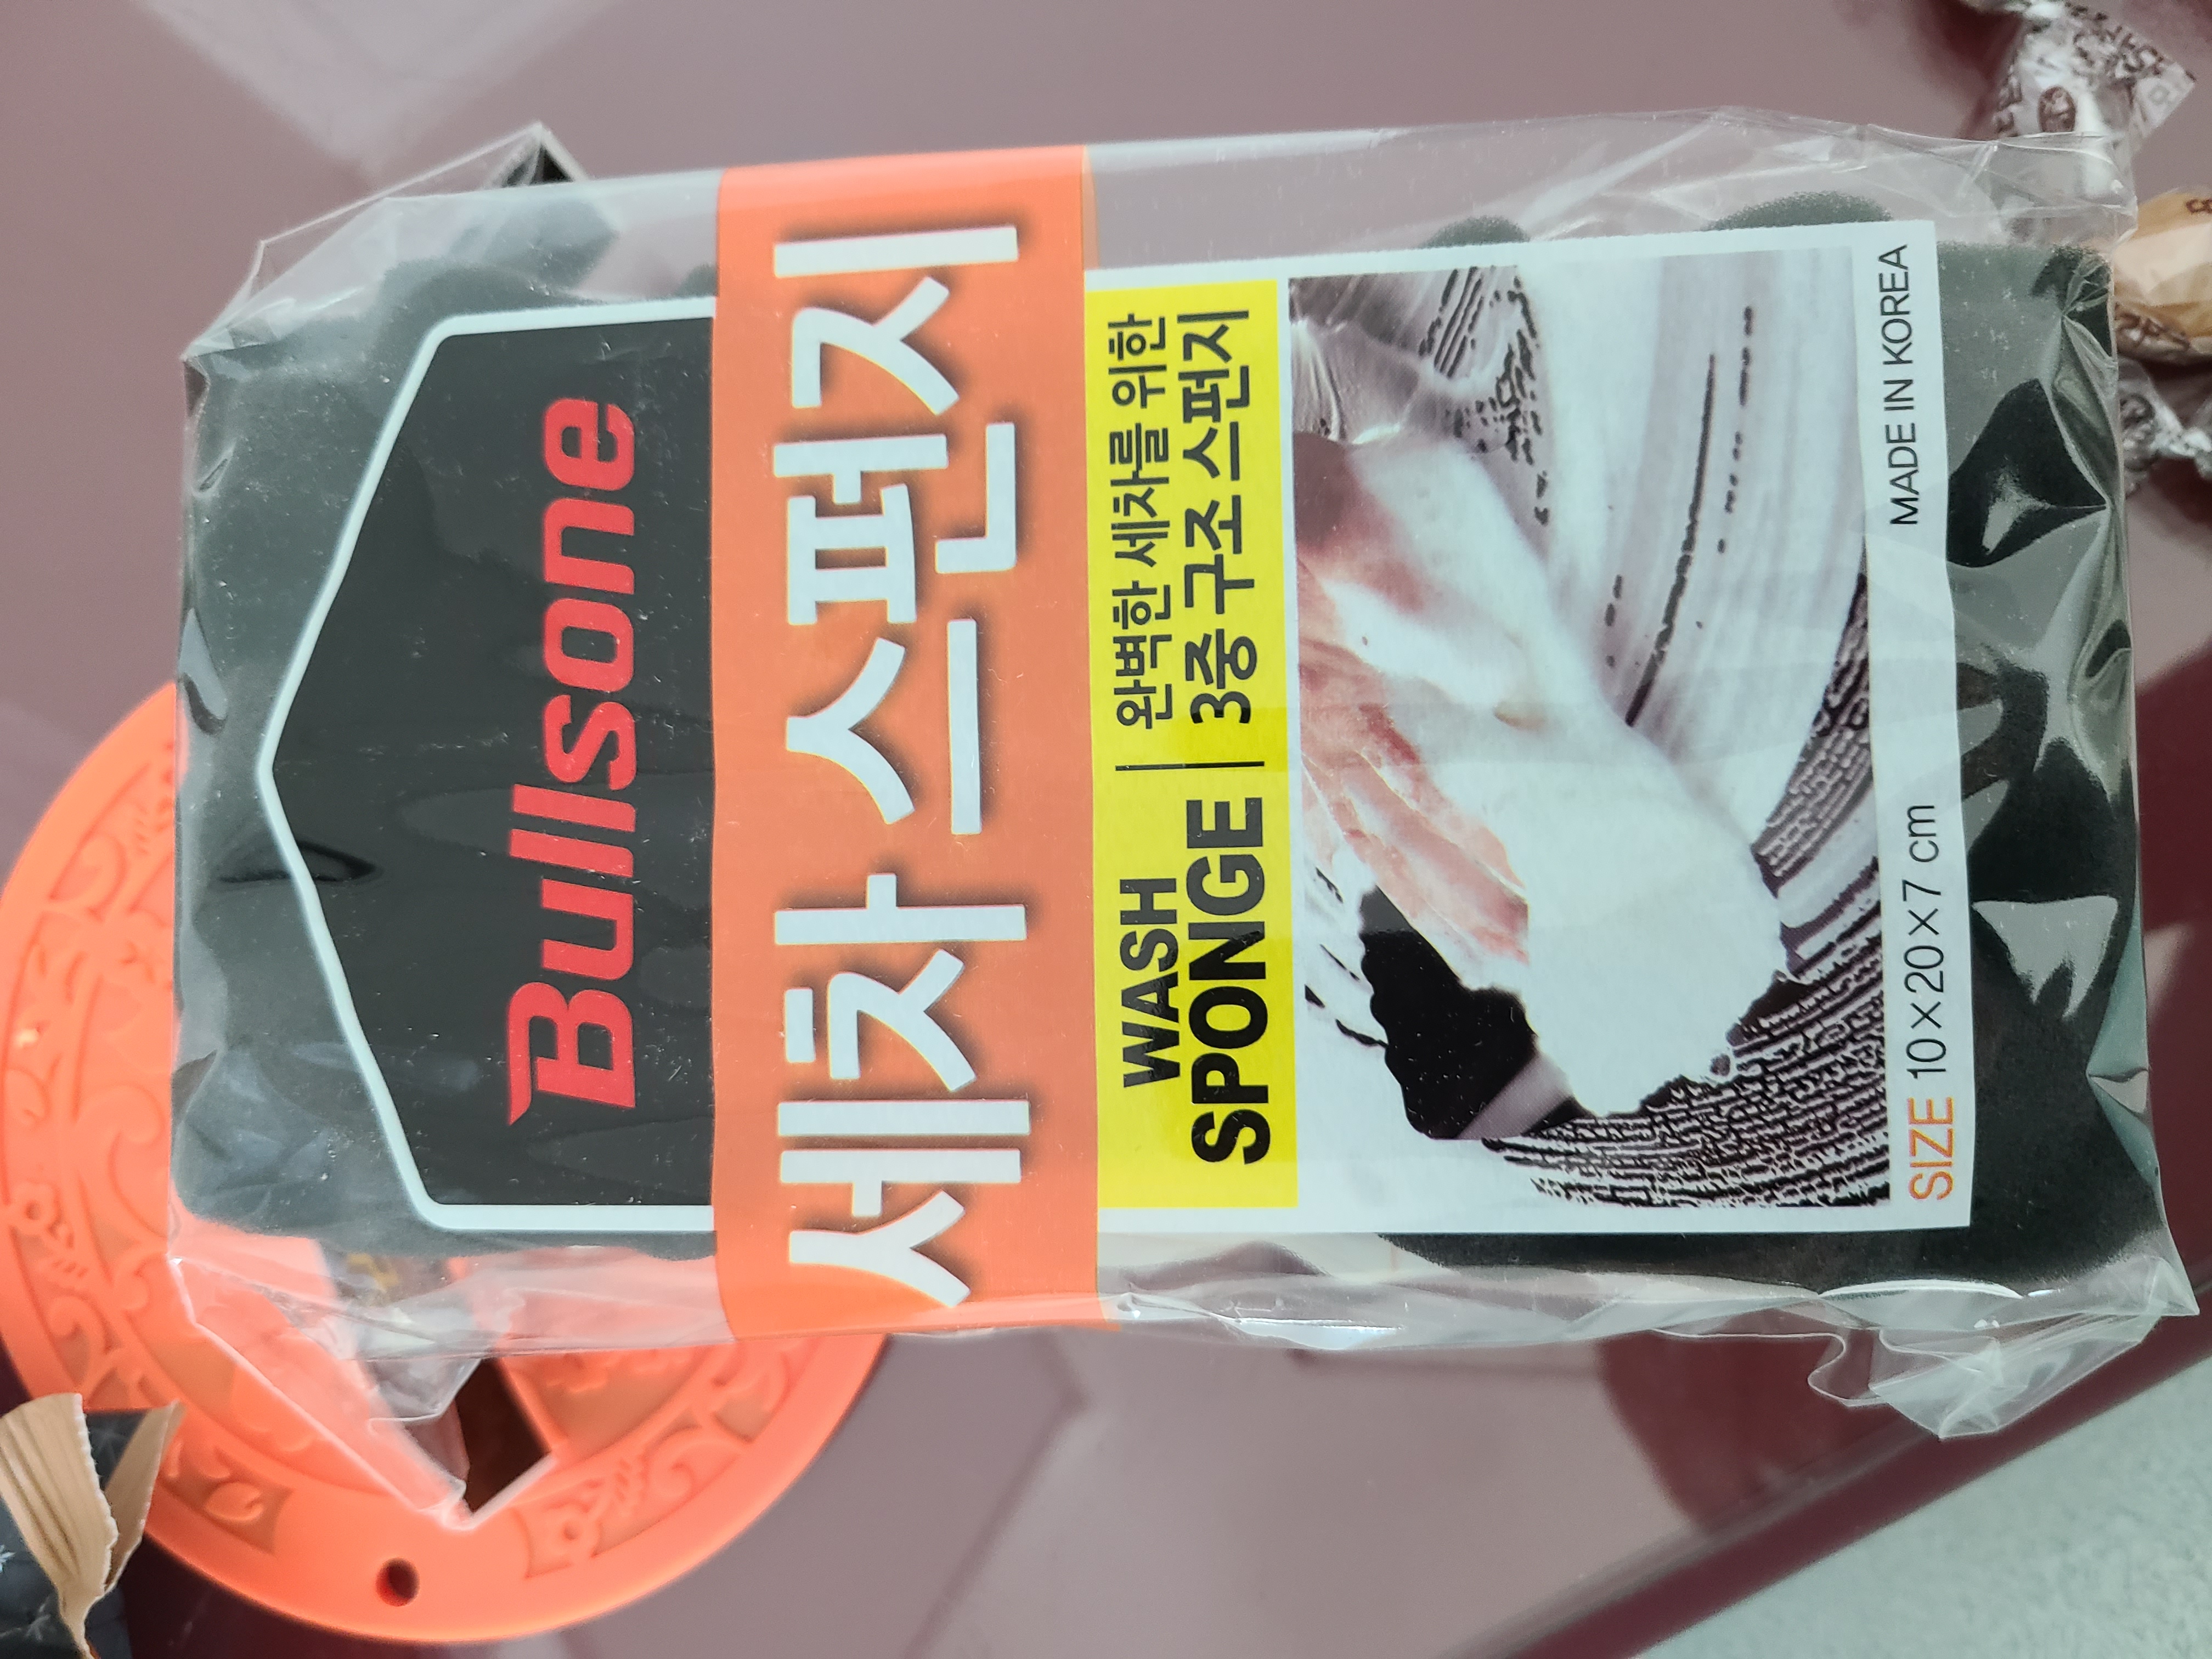 Bullsone
세차 스펀지
WASH
SPONGE
완벽한 세차를 위한
3중 구조 스펀지
SIZE 10×20×7 cm
MADE IN KOREA